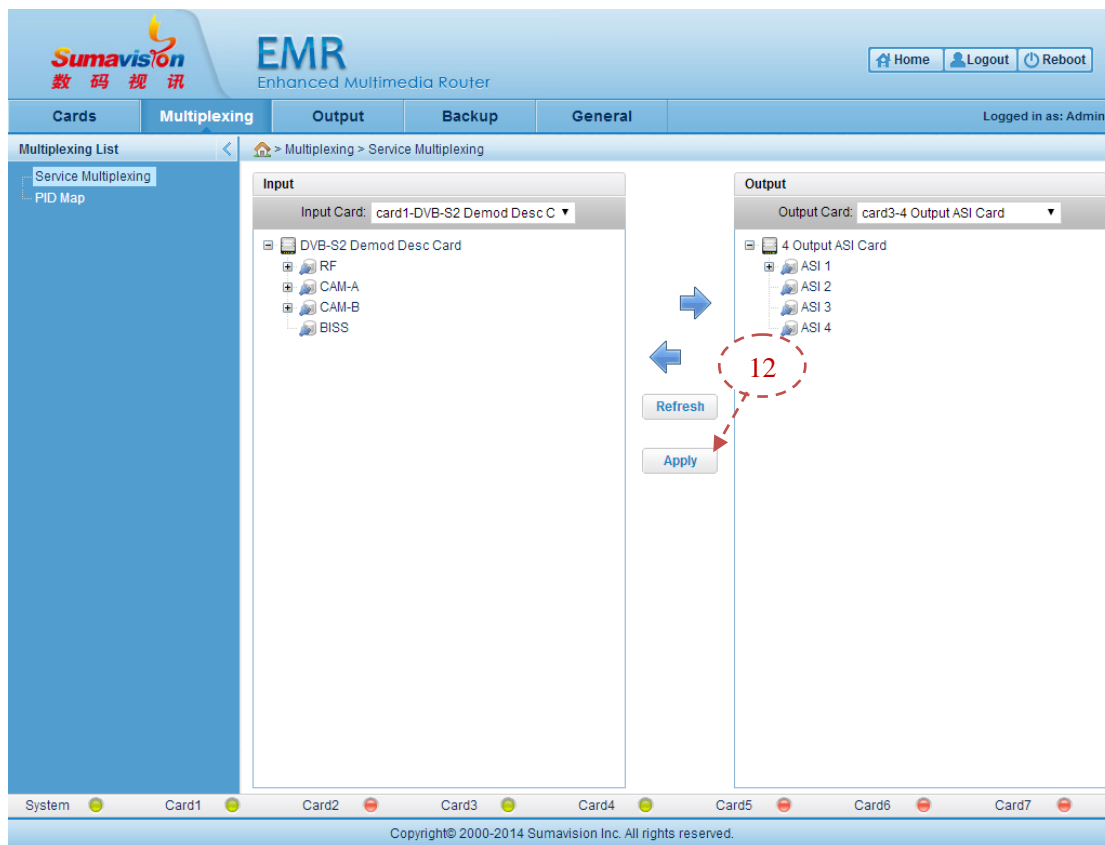 Sumavision
数 码 视 讯
EMR
Enhanced Multimedia Router
Home Logout Reboot
Cards Multiplexing Output Backup General Logged in as: Admin
Multiplexing List
> Multiplexing > Service Multiplexing
Service Multiplexing
PID Map
Input
Input Card: card1-DVB-S2 Demod Desc C
DVB-S2 Demod Desc Card
RF
CAM-A
CAM-B
BISS
12
Refresh
Apply
Output
Output Card: card3-4 Output ASI Card
4 Output ASI Card
ASI 1
ASI 2
ASI 3
ASI 4
System Card1 Card2 Card3 Card4 Card5 Card6 Card7
Copyright© 2000-2014 Sumavision Inc. All rights reserved.